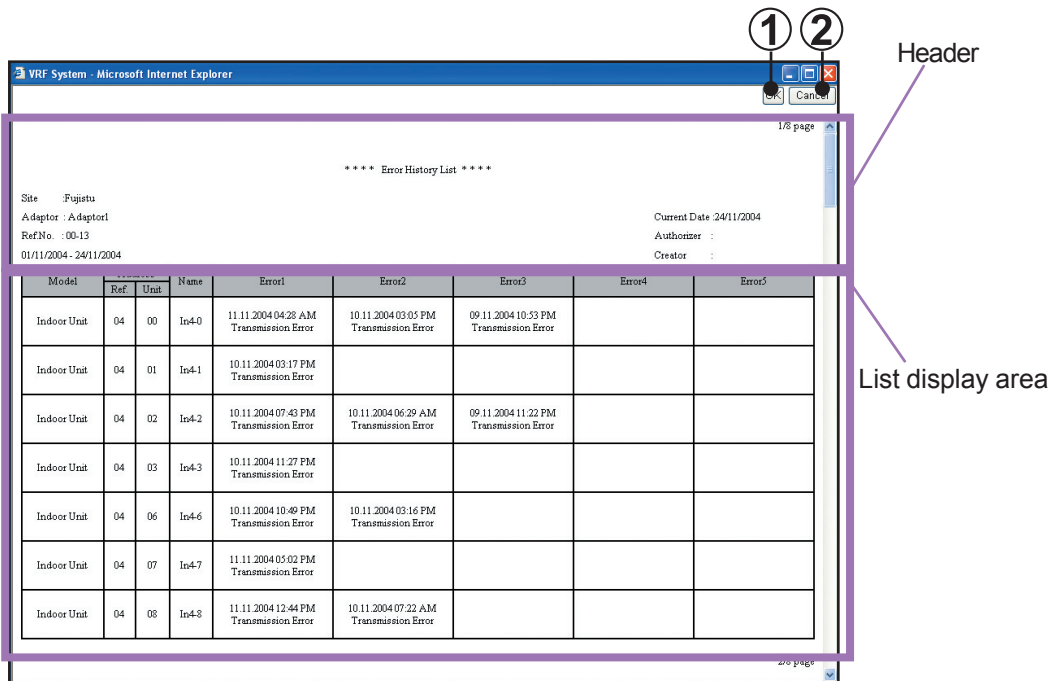 1 2
Header
VRF System - Microsoft Internet Explorer
OK Cancel
1/8 page
**** Error History List ****
Site :Fujistu
Adaptor : Adaptor1
Current Date :24/11/2004
Ref.No. : 00-13
Authorizer :
01/11/2004 - 24/11/2004
Creator :
Model Name Error1 Error2 Error3 Error4 Error5
Ref. Unit
Indoor Unit 04 00 In4-0 11.11.2004 04:28 AM 10.11.2004 03:05 PM 09.11.2004 10:53 PM
Transmission Error Transmission Error Transmission Error
Indoor Unit 04 01 In4-1 10.11.2004 03:17 PM
Transmission Error
List display area
Indoor Unit 04 02 In4-2 10.11.2004 07:43 PM 10.11.2004 06:29 AM 09.11.2004 11:22 PM
Transmission Error Transmission Error Transmission Error
Indoor Unit 04 03 In4-3 10.11.2004 11:27 PM
Transmission Error
Indoor Unit 04 06 In4-6 10.11.2004 10:49 PM 10.11.2004 03:16 PM
Transmission Error Transmission Error
Indoor Unit 04 07 In4-7 11.11.2004 05:02 PM
Transmission Error
Indoor Unit 04 08 In4-8 11.11.2004 12:44 PM 10.11.2004 07:22 AM
Transmission Error Transmission Error
2/8 page